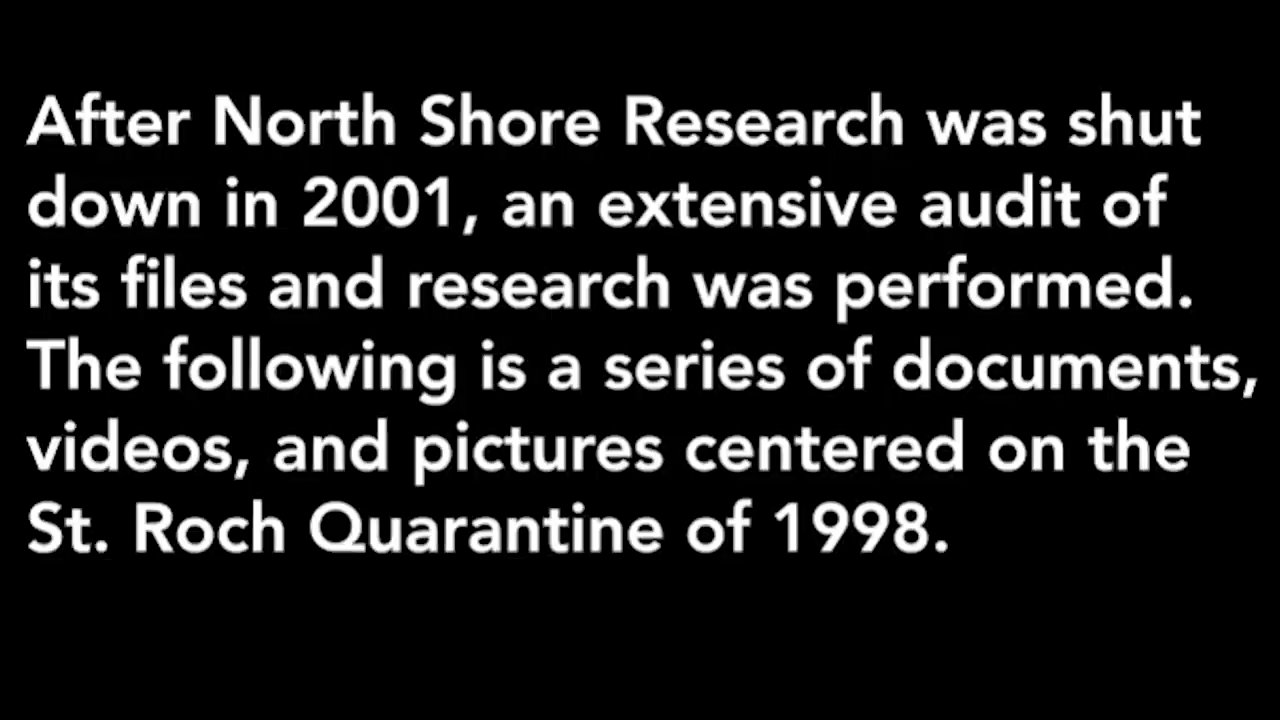 After North Shore Research was shut
down in 2001, an extensive audit of
its files and research was performed.
The following is a series of documents,
videos, and pictures centered on the
St. Roch Quarantine of 1998.